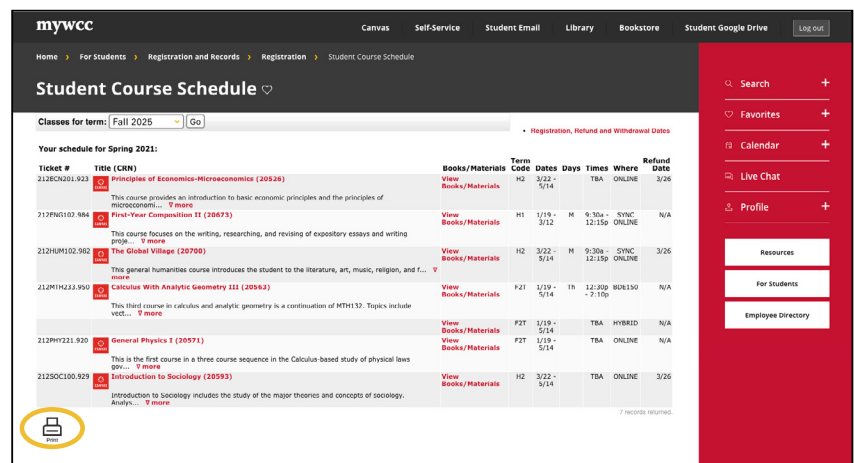 mywcc
Canvas Self-Service Student Email Library Bookstore Student Google Drive Log out
Home › For Students › Registration and Records › Registration › Student Course Schedule
Student Course Schedule
Classes for term: Fall 2025 Go
• Registration, Refund and Withdrawal Dates
Your schedule for Spring 2021:
Ticket # Title (CRN) Books/Materials Term Code Dates Days Times Where Refund Date
212ECN201.923 Principles of Economics-Microeconomics (20526) View Books/Materials H2 3/22 - 5/14 TBA ONLINE 3/26
CANVAS
This course provides an introduction to basic economic principles and the principles of
microeconomi... ∇ more
212ENG102.984 First-Year Composition II (20673) View Books/Materials H1 1/19 - 3/12 M 9:30a - 12:15p SYNC ONLINE N/A
CANVAS
This course focuses on the writing, researching, and revising of expository essays and writing
proje... ∇ more
212HUM102.982 The Global Village (20700) View Books/Materials H2 3/22 - 5/14 M 9:30a - 12:15p SYNC ONLINE 3/26
CANVAS
This general humanities course introduces the student to the literature, art, music, religion, and f... ∇
more
212MTH233.950 Calculus With Analytic Geometry III (20563) View Books/Materials F2T 1/19 - 5/14 Th 12:30p - 2:10p BDE150 N/A
CANVAS
This third course in calculus and analytic geometry is a continuation of MTH132. Topics include
vect... ∇ more
View Books/Materials F2T 1/19 - 5/14 TBA HYBRID N/A
212PHY221.920 General Physics I (20571) View Books/Materials F2T 1/19 - 5/14 TBA ONLINE N/A
CANVAS
This is the first course in a three course sequence in the Calculus-based study of physical laws
gov... ∇ more
212SOC100.929 Introduction to Sociology (20593) View Books/Materials H2 3/22 - 5/14 TBA ONLINE 3/26
CANVAS
Introduction to Sociology includes the study of the major theories and concepts of sociology.
Analys... ∇ more
7 records returned.
Print
Search +
Favorites +
Calendar +
Live Chat
Profile +
Resources
For Students
Employee Directory